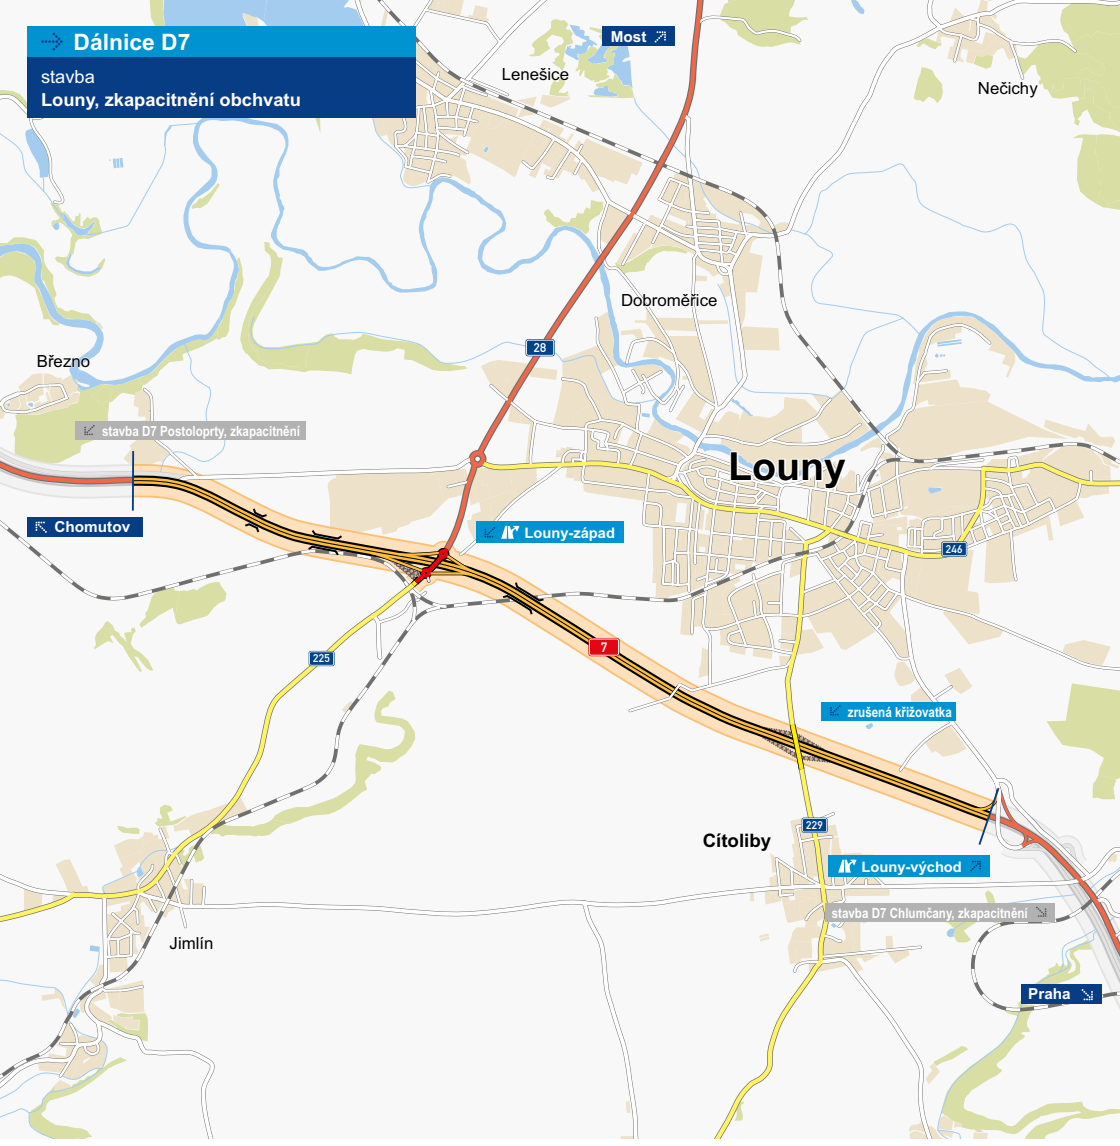 Dálnice D7
stavba
Louny, zkapacitnění obchvatu
Most
Lenešice
Nečichy
Dobroměřice
28
Březno
stavba D7 Postoloprty, zkapacitnění
Louny
Chomutov
Louny-západ
246
7
225
zrušená křižovatka
229
Cítoliby
Louny-východ
stavba D7 Chlumčany, zkapacitnění
Jimlín
Praha